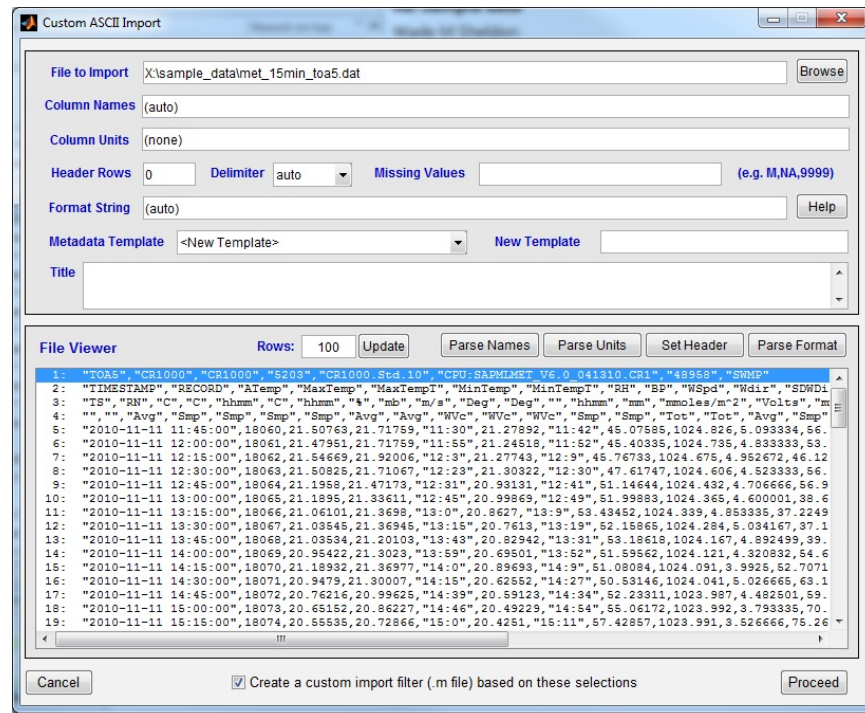 Custom ASCII Import
File to Import X:\sample_data\met_15min_toa5.dat Browse
Column Names (auto)
Column Units (none)
Header Rows 0 Delimiter auto Missing Values (e.g. M,NA,9999)
Format String (auto) Help
Metadata Template <New Template> New Template
Title
File Viewer Rows: 100 Update Parse Names Parse Units Set Header Parse Format
1: "TOA5","CR1000","CR1000","5203","CR1000.Std.10","CPU:SAPMLMET_V6.0_041310.CR1","48958","SWMP"
2: "TIMESTAMP","RECORD","ATemp","MaxTemp","MaxTempT","MinTemp","MinTempT","RH","BP","WSpd","Wdir","SDWDi
3: "TS","RN","C","C","hhmm","C","hhmm","%","mb","m/s","Deg","Deg","","hhmm","mm","mmoles/m^2","Volts","m
4: "","","Avg","Smp","Smp","Smp","Smp","Avg","Avg","WVc","WVc","WVc","Smp","Smp","Tot","Tot","Avg","Smp"
5: "2010-11-11 11:45:00",18060,21.50763,21.71759,"11:30",21.27892,"11:42",45.07585,1024.826,5.093334,56.
6: "2010-11-11 12:00:00",18061,21.47951,21.71759,"11:55",21.24518,"11:52",45.40335,1024.735,4.833333,53.
7: "2010-11-11 12:15:00",18062,21.54669,21.92006,"12:3",21.27743,"12:9",45.76733,1024.675,4.952672,46.12
8: "2010-11-11 12:30:00",18063,21.50825,21.71067,"12:23",21.30322,"12:30",47.61747,1024.606,4.523333,56.
9: "2010-11-11 12:45:00",18064,21.1958,21.47173,"12:31",20.93131,"12:41",51.14644,1024.432,4.706666,56.9
10: "2010-11-11 13:00:00",18065,21.1895,21.33611,"12:45",20.99869,"12:49",51.99883,1024.365,4.600001,38.6
11: "2010-11-11 13:15:00",18066,21.06101,21.3698,"13:0",20.8627,"13:9",53.43452,1024.339,4.853335,37.2249
12: "2010-11-11 13:30:00",18067,21.03545,21.36945,"13:15",20.7613,"13:19",52.15865,1024.284,5.034167,37.1
13: "2010-11-11 13:45:00",18068,21.03534,21.20103,"13:43",20.82942,"13:31",53.18618,1024.167,4.892499,39.
14: "2010-11-11 14:00:00",18069,20.95422,21.3023,"13:59",20.69501,"13:52",51.59562,1024.121,4.320832,54.6
15: "2010-11-11 14:15:00",18070,21.18932,21.36977,"14:0",20.89693,"14:9",51.08084,1024.091,3.9925,52.7071
16: "2010-11-11 14:30:00",18071,20.9479,21.30007,"14:15",20.62552,"14:27",50.53146,1024.041,5.026665,63.1
17: "2010-11-11 14:45:00",18072,20.76216,20.99625,"14:39",20.59123,"14:34",52.23311,1023.987,4.482501,59.
18: "2010-11-11 15:00:00",18073,20.65152,20.86227,"14:46",20.49229,"14:54",55.06172,1023.992,3.793335,70.
19: "2010-11-11 15:15:00",18074,20.55535,20.72866,"15:0",20.4251,"15:11",57.42857,1023.991,3.526666,75.26
Cancel Create a custom import filter (.m file) based on these selections Proceed